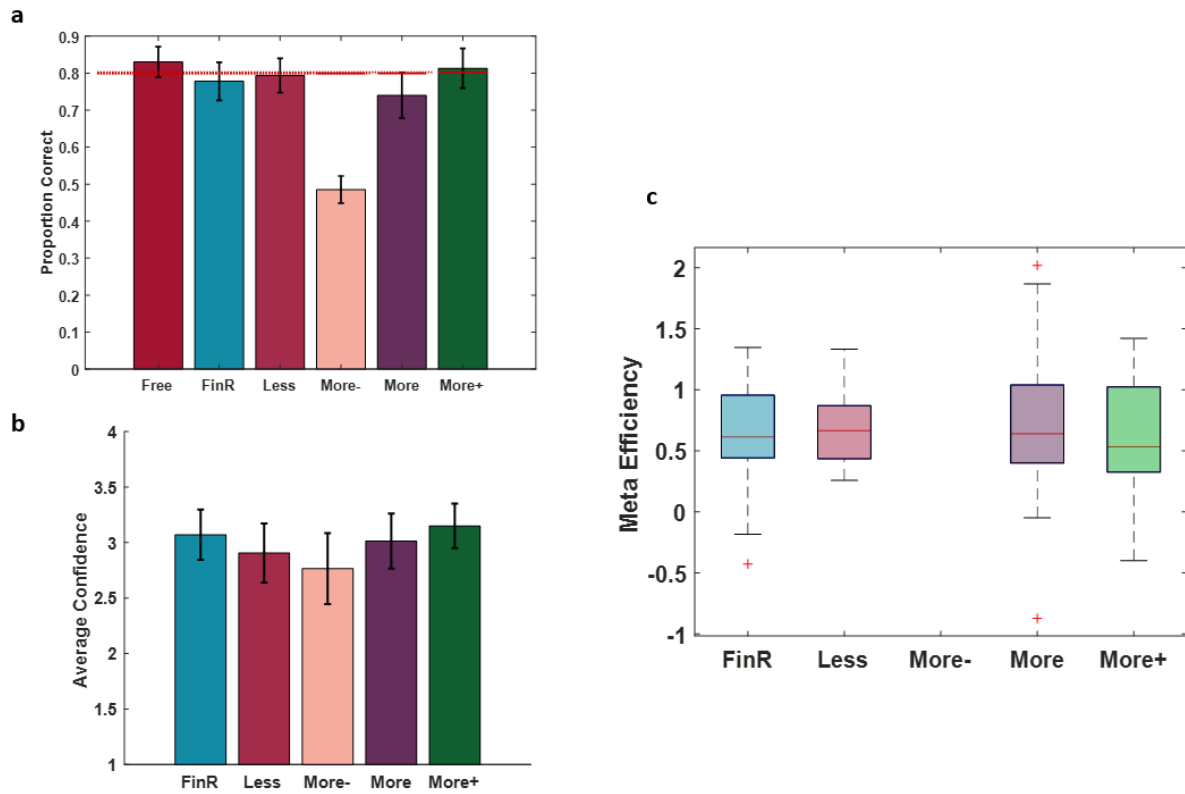 a
Proportion Correct
0.9
0.8
0.7
0.6
0.5
0.4
0.3
0.2
0.1
0
Free FinR Less More- More More+
b
Average Confidence
4
3.5
3
2.5
2
1.5
1
FinR Less More- More More+
c
Meta Efficiency
2
1.5
1
0.5
0
-0.5
-1
FinR Less More- More More+